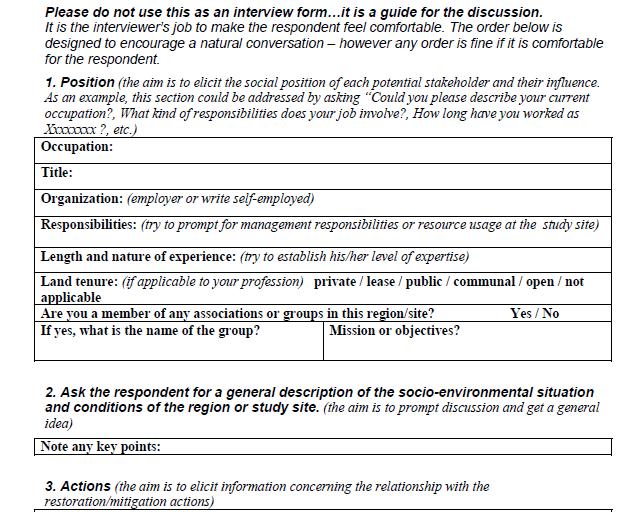 Please do not use this as an interview form…it is a guide for the discussion.
It is the interviewer's job to make the respondent feel comfortable. The order below is
designed to encourage a natural conversation – however any order is fine if it is comfortable
for the respondent.
1. Position (the aim is to elicit the social position of each potential stakeholder and their influence.
As an example, this section could be addressed by asking "Could you please describe your current
occupation?, What kind of responsibilities does your job involve?, How long have you worked as
Xxxxxxxx ?, etc.)
Occupation:
Title:
Organization: (employer or write self-employed)
Responsibilities: (try to prompt for management responsibilities or resource usage at the study site)
Length and nature of experience: (try to establish his/her level of expertise)
Land tenure: (if applicable to your profession) private / lease / public / communal / open / not
applicable
Are you a member of any associations or groups in this region/site? Yes / No
If yes, what is the name of the group? Mission or objectives?
2. Ask the respondent for a general description of the socio-environmental situation
and conditions of the region or study site. (the aim is to prompt discussion and get a general
idea)
Note any key points:
3. Actions (the aim is to elicit information concerning the relationship with the
restoration/mitigation actions)